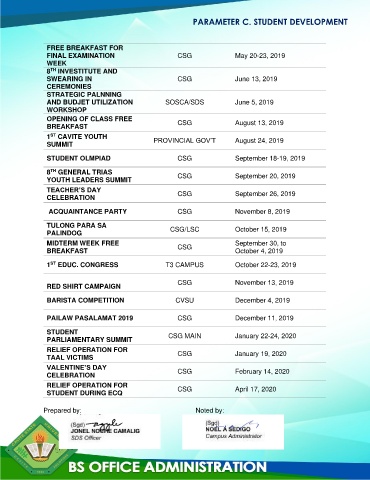 PARAMETER C. STUDENT DEVELOPMENT
FREE BREAKFAST FOR
FINAL EXAMINATION
WEEK
CSG
May 20-23, 2019
8TH INVESTITUTE AND
SWEARING IN
CEREMONIES
CSG
June 13, 2019
STRATEGIC PALNNING
AND BUDJET UTILIZATION
WORKSHOP
SOSCA/SDS
June 5, 2019
OPENING OF CLASS FREE
BREAKFAST
CSG
August 13, 2019
1ST CAVITE YOUTH
SUMMIT
PROVINCIAL GOV'T
August 24, 2019
STUDENT OLMPIAD
CSG
September 18-19, 2019
8TH GENERAL TRIAS
YOUTH LEADERS SUMMIT
CSG
September 20, 2019
TEACHER'S DAY
CELEBRATION
CSG
September 26, 2019
ACQUAINTANCE PARTY
CSG
November 8, 2019
TULONG PARA SA
PALINDOG
CSG/LSC
October 15, 2019
MIDTERM WEEK FREE
BREAKFAST
CSG
September 30, to
October 4, 2019
1ST EDUC. CONGRESS
T3 CAMPUS
October 22-23, 2019
RED SHIRT CAMPAIGN
CSG
November 13, 2019
BARISTA COMPETITION
CVSU
December 4, 2019
PAILAW PASALAMAT 2019
CSG
December 11, 2019
STUDENT
PARLIAMENTARY SUMMIT
CSG MAIN
January 22-24, 2020
RELIEF OPERATION FOR
TAAL VICTIMS
CSG
January 19, 2020
VALENTINE'S DAY
CELEBRATION
CSG
February 14, 2020
RELIEF OPERATION FOR
STUDENT DURING ECQ
CSG
April 17, 2020
Prepared by:
Noted by:
(Sgd)
JONEL CAMALIG
SDS Officer
(Sgd)
NOEL A SEDIGO
Campus Administrator
BS OFFICE ADMINISTRATION